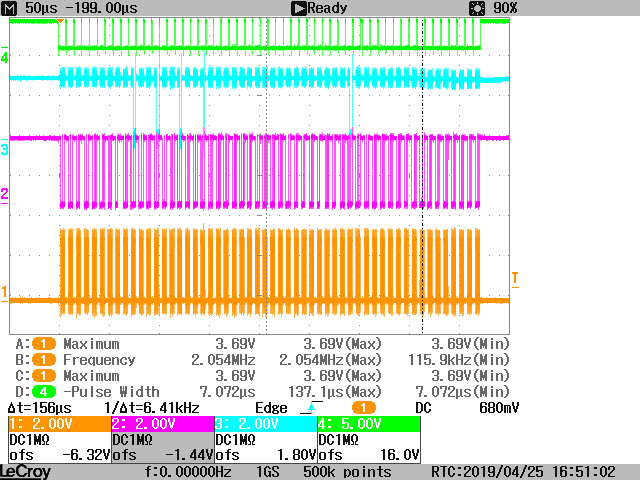 M 50µs -199.00µs Ready 90%
4
3
2
1
T
A: 1 Maximum 3.69V 3.69V(Max) 3.69V(Min)
B: 1 Frequency 2.054MHz 2.054MHz(Max) 115.9kHz(Min)
C: 1 Maximum 3.69V 3.69V(Max) 3.69V(Min)
D: 4 -Pulse Width 7.072µs 137.1µs(Max) 7.072µs(Min)
Δt=156µs 1/Δt=6.41kHz Edge 1 DC 680mV
1: 2.00V 2: 2.00V 3: 2.00V 4: 5.00V
DC1MΩ DC1MΩ DC1MΩ DC1MΩ
ofs -6.32V ofs -1.44V ofs 1.80V ofs 16.0V
LeCroy f:0.00000Hz 1GS 500k points RTC:2019/04/25 16:51:02